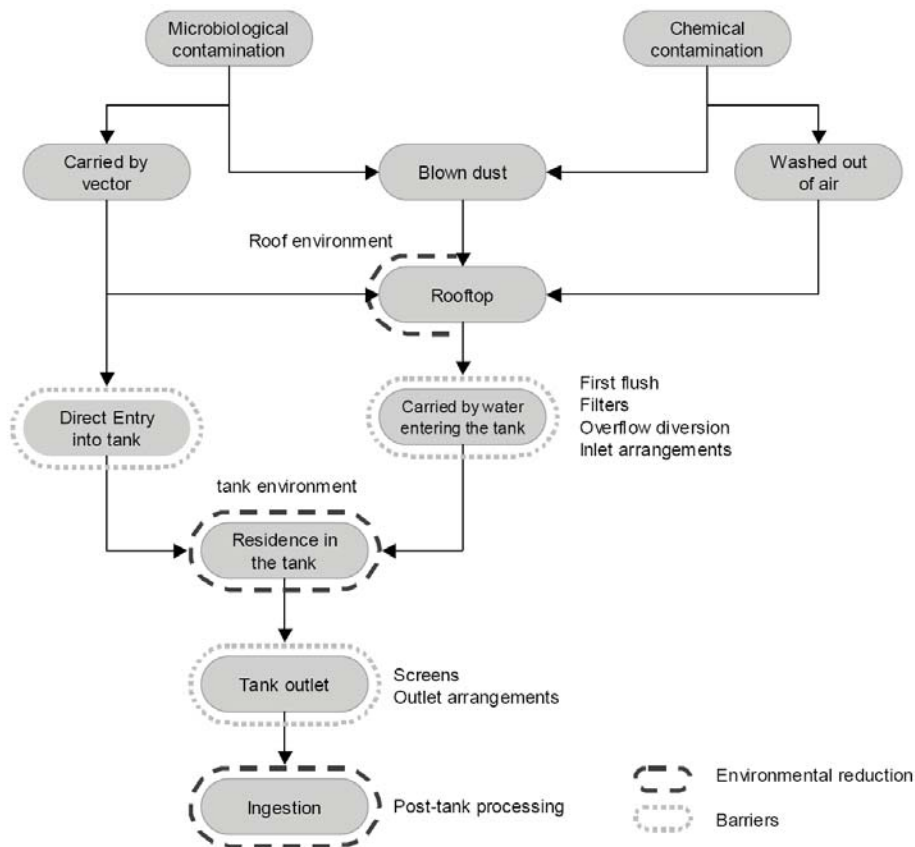 Microbiological
contamination
Chemical
contamination
Carried by
vector
Blown dust
Washed out
of air
Roof environment
Rooftop
Direct Entry
into tank
Carried by water
entering the tank
First flush
Filters
Overflow diversion
Inlet arrangements
tank environment
Residence in
the tank
Tank outlet
Screens
Outlet arrangements
Ingestion
Post-tank processing
Environmental reduction
Barriers